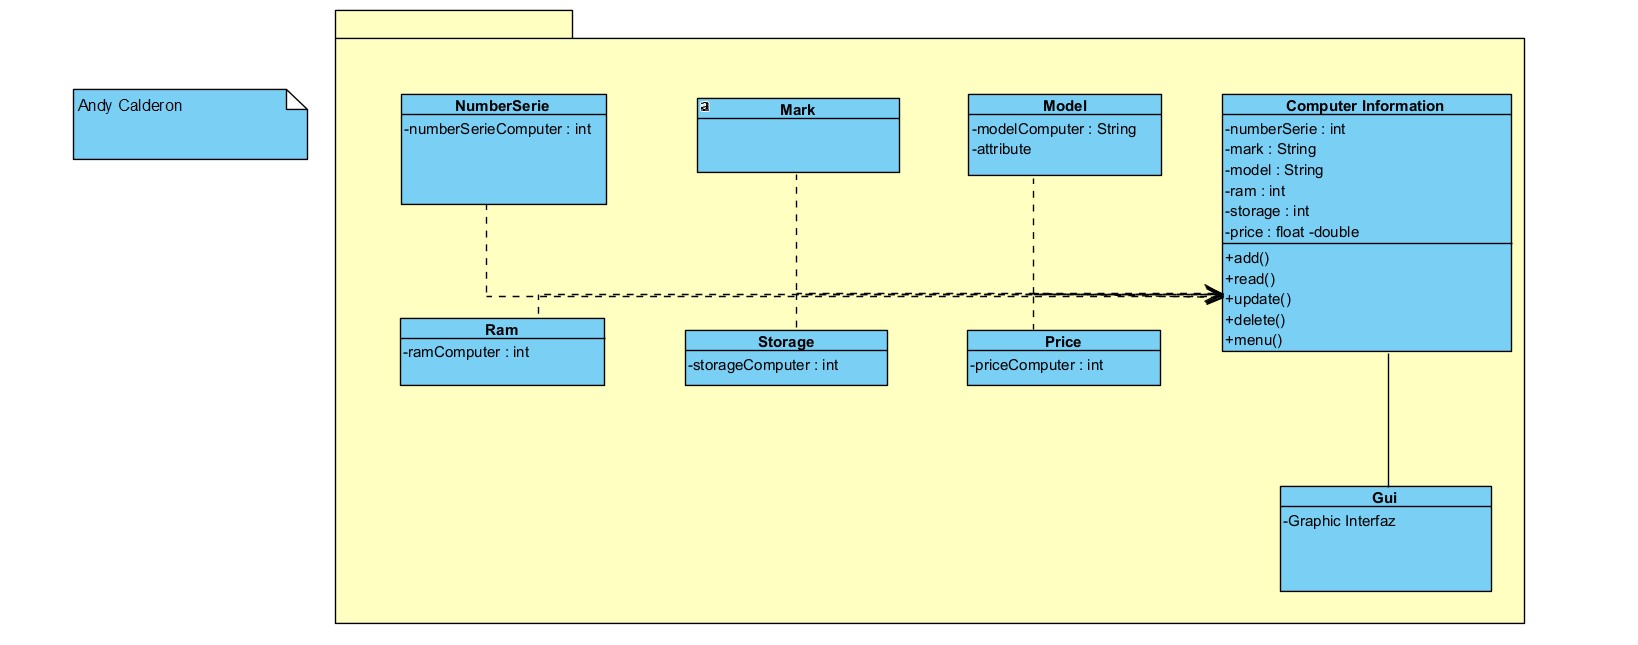 Andy Calderon
NumberSerie
-numberSerieComputer : int
a
Mark
Model
-modelComputer : String
-attribute
Computer Information
-numberSerie : int
-mark : String
-model : String
-ram : int
-storage : int
-price : float -double
+add()
+read()
+update()
+delete()
+menu()
Ram
-ramComputer : int
Storage
-storageComputer : int
Price
-priceComputer : int
Gui
-Graphic Interfaz